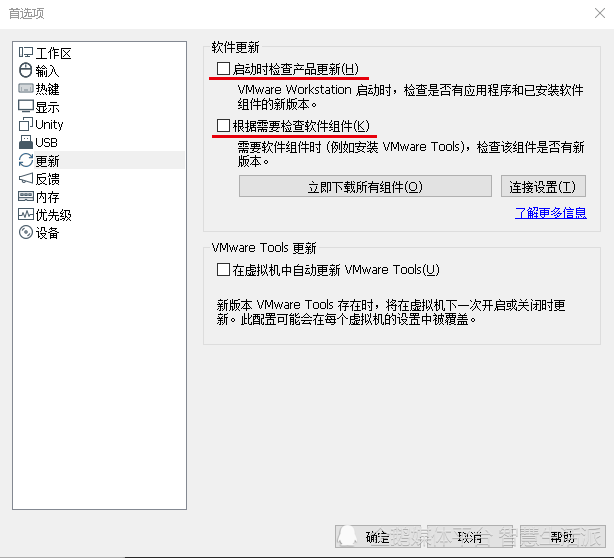 首选项
工作区
输入
热键
显示
Unity
USB
更新
反馈
内存
优先级
设备
软件更新
启动时检查产品更新(H)
VMware Workstation 启动时，检查是否有应用程序和已安装软件
组件的新版本。
根据需要检查软件组件(K)
需要软件组件时 (例如安装 VMware Tools)，检查该组件是否有新
版本。
立即下载所有组件(O)
连接设置(T)
了解更多信息
VMware Tools 更新
在虚拟机中自动更新 VMware Tools(U)
新版本 VMware Tools 存在时，将在虚拟机下一次开启或关闭时更
新。此配置可能会在每个虚拟机的设置中被覆盖。
确定
取消
帮助
智慧生活派